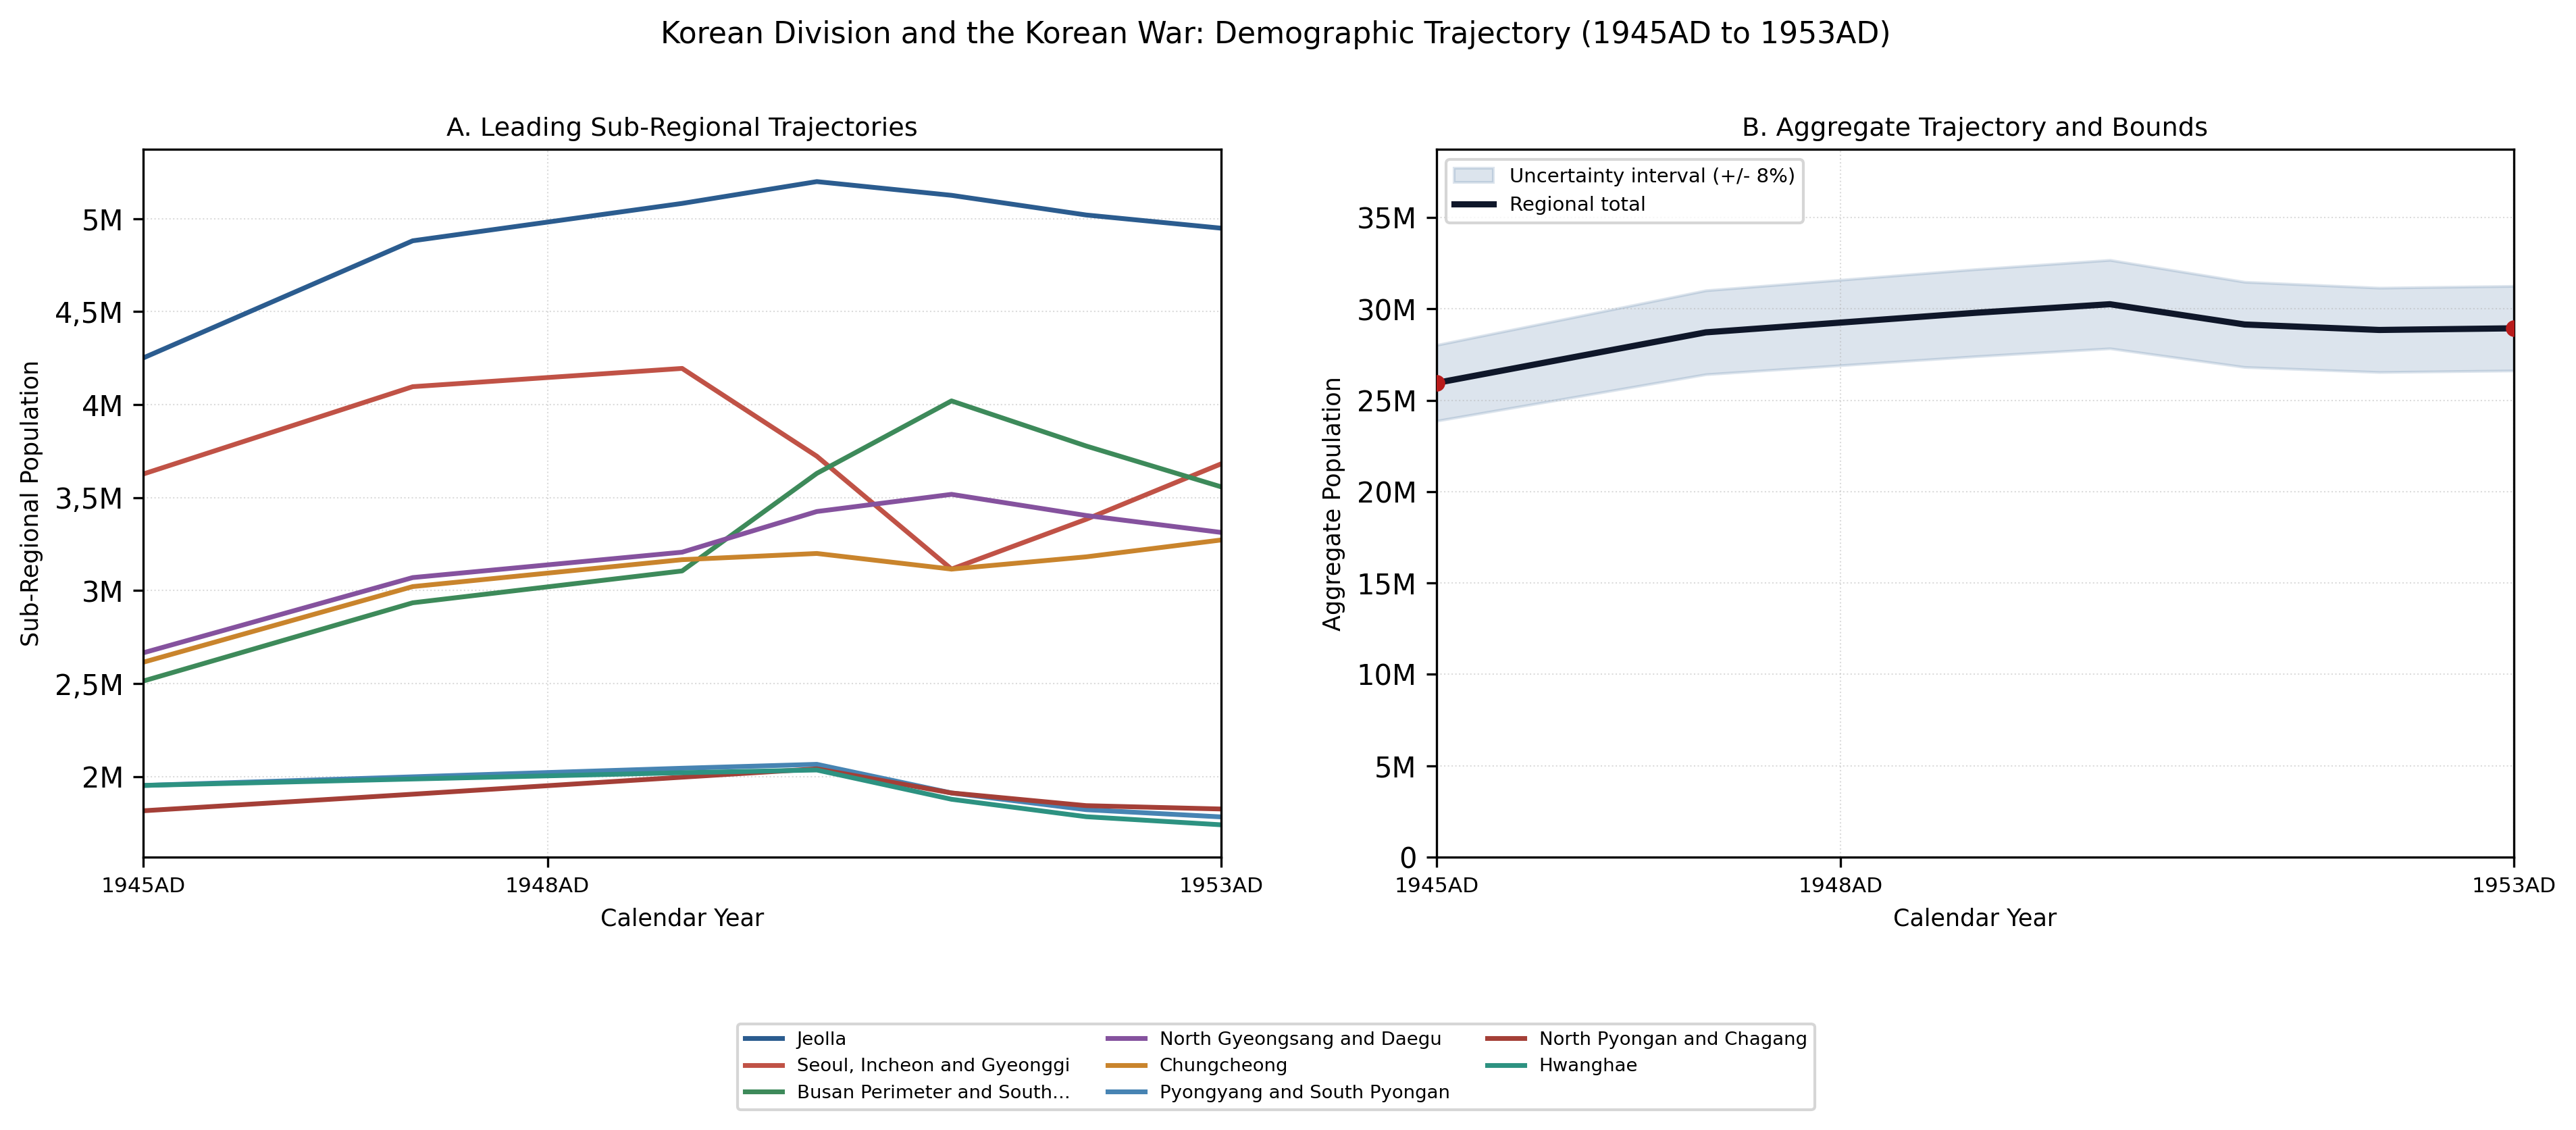 Korean Division and the Korean War: Demographic Trajectory (1945AD to 1953AD)
A. Leading Sub-Regional Trajectories
Sub-Regional Population
5M
4,5M
4M
3,5M
3M
2,5M
2M
1945AD
1948AD
1953AD
Calendar Year
B. Aggregate Trajectory and Bounds
Uncertainty interval (+/- 8%)
Regional total
Aggregate Population
35M
30M
25M
20M
15M
10M
5M
0
1945AD
1948AD
1953AD
Calendar Year
Jeolla
Seoul, Incheon and Gyeonggi
Busan Perimeter and South...
North Gyeongsang and Daegu
Chungcheong
Pyongyang and South Pyongan
North Pyongan and Chagang
Hwanghae